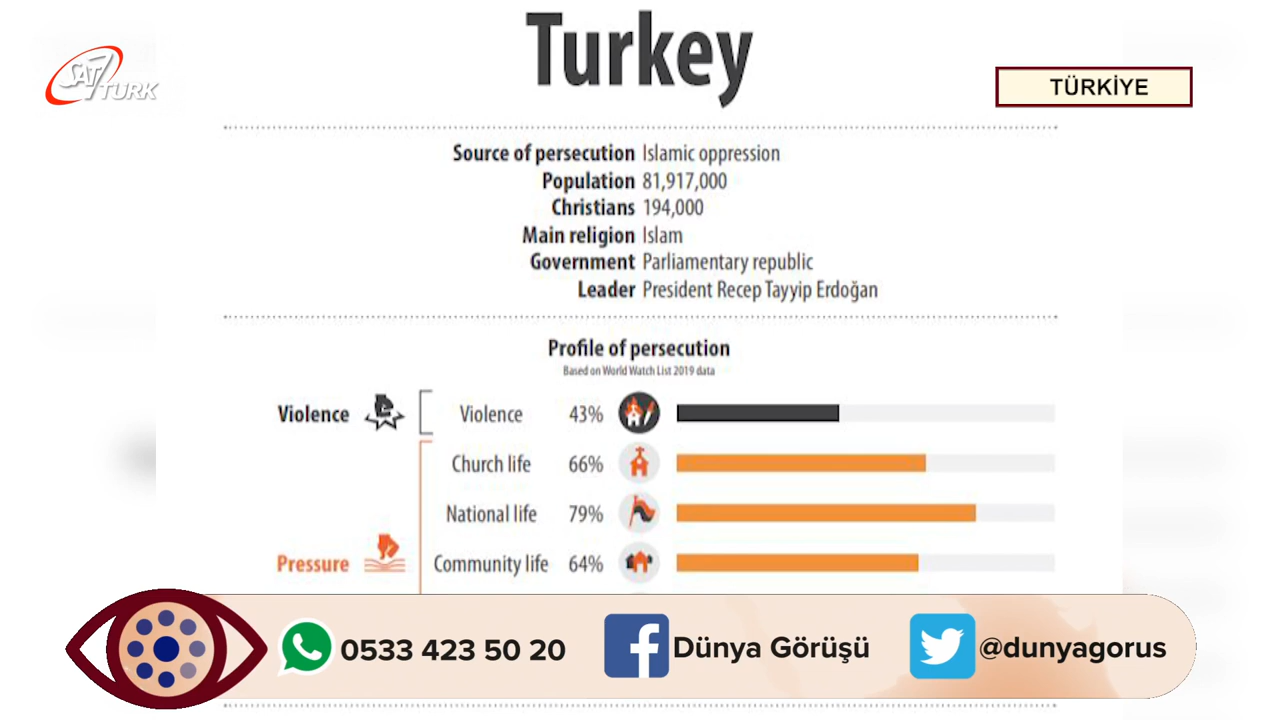 Turkey
SAT7 TURK
TÜRKİYE
Source of persecution Islamic oppression
Population 81,917,000
Christians 194,000
Main religion Islam
Government Parliamentary republic
Leader President Recep Tayyip Erdoğan
Profile of persecution
Based on World Watch List 2019 data
Violence Violence 43%
Church life 66%
National life 79%
Pressure Community life 64%
0533 423 50 20 Dünya Görüşü @dunyagorus